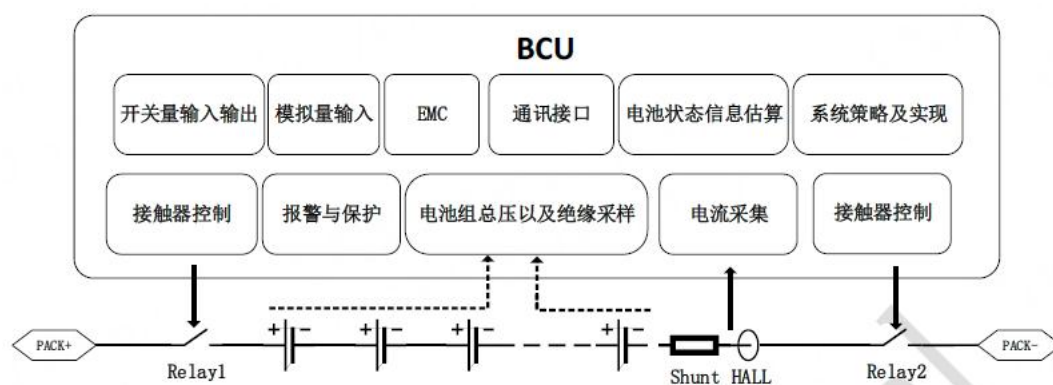 BCU
开关量输入输出
模拟量输入
EMC
通讯接口
电池状态信息估算
系统策略及实现
接触器控制
报警与保护
电池组总压以及绝缘采样
电流采集
接触器控制
PACK+
+ -
+ -
+ -
+ -
PACK-
Relay1
Shunt
HALL
Relay2